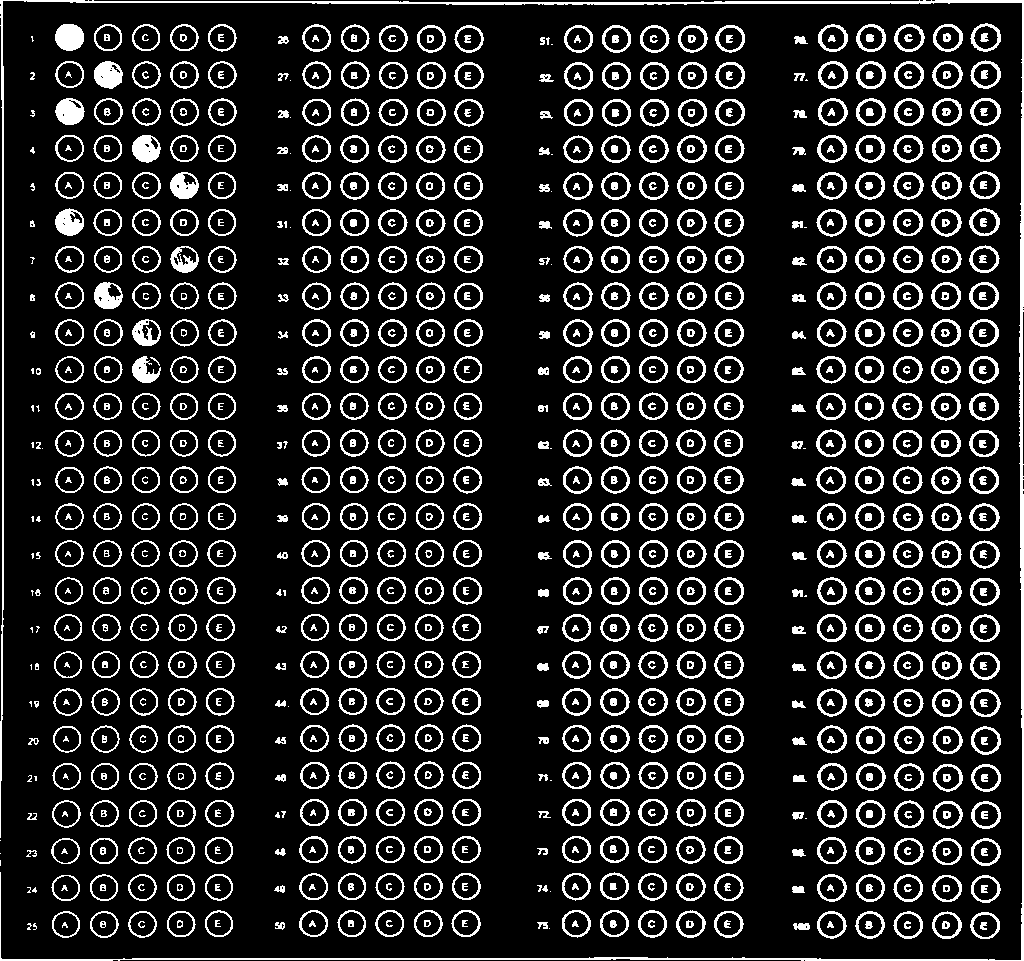 1 B C D E
2 A C D E
3 B C D E
4 A B D E
5 A B C E
6 B C D E
7 A B C E
8 A C D E
9 A B D E
10 A B D E
11 A B C D E
12. A B C D E
13 A B C D E
14 A B C D E
15 A B C D E
16 A B C D E
17 A B C D E
18 A B C D E
19 A B C D E
20 A B C D E
21 A B C D E
22 A B C D E
23 A B C D E
24 A B C D E
25 A B C D E
26 A B C D E
27. A B C D E
28. A B C D E
29. A B C D E
30. A B C D E
31. A B C D E
32 A B C D E
33 A B C D E
34 A B C D E
35 A B C D E
36 A B C D E
37 A B C D E
38 A B C D E
39 A B C D E
40 A B C D E
41 A B C D E
42 A B C D E
43 A B C D E
44. A B C D E
45 A B C D E
46 A B C D E
47 A B C D E
48 A B C D E
49 A B C D E
50 A B C D E
51. A B C D E
52. A B C D E
53. A B C D E
54. A B C D E
55. A B C D E
56. A B C D E
57. A B C D E
58 A B C D E
59 A B C D E
60 A B C D E
61 A B C D E
62. A B C D E
63. A B C D E
64 A B C D E
65. A B C D E
66 A B C D E
67 A B C D E
68 A B C D E
69 A B C D E
70 A B C D E
71. A B C D E
72. A B C D E
73 A B C D E
74. A B C D E
75. A B C D E
76. A B C D E
77. A B C D E
78. A B C D E
79. A B C D E
80. A B C D E
81. A B C D E
82. A B C D E
83. A B C D E
84. A B C D E
85. A B C D E
86. A B C D E
87. A B C D E
88. A B C D E
89. A B C D E
90. A B C D E
91. A B C D E
92. A B C D E
93. A B C D E
94. A B C D E
95. A B C D E
96. A B C D E
97. A B C D E
98. A B C D E
99. A B C D E
100 A B C D E